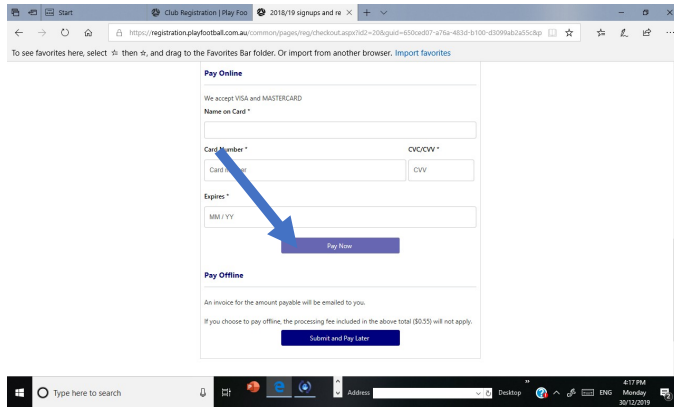 Start
Club Registration | Play Foo
2018/19 signups and re
https://registration.playfootball.com.au/common/pages/reg/checkout.aspx?id2=20&guid=650ced07-a76a-483d-b100-d3099ab2a55c&p
To see favorites here, select then ☆, and drag to the Favorites Bar folder. Or import from another browser. Import favorites
Pay Online
We accept VISA and MASTERCARD
Name on Card *
Card Number * CVC/CVV *
Card number CVV
Expires *
MM / YY
Pay Now
Pay Offline
An invoice for the amount payable will be emailed to you.
If you choose to pay offline, the processing fee included in the above total ($0.55) will not apply.
Submit and Pay Later
Type here to search
Address
Desktop
»
ENG
4:17 PM
Monday
30/12/2019
2